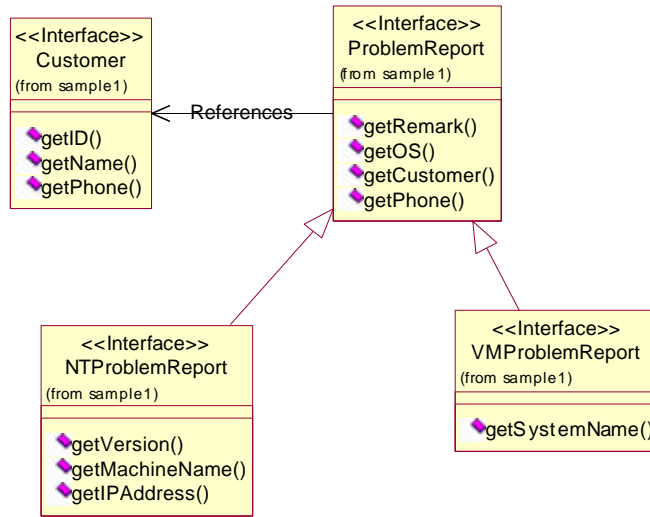 <<Interface>>
Customer
(from sample1)
getID()
getName()
getPhone()
References
<<Interface>>
ProblemReport
(from sample1)
getRemark()
getOS()
getCustomer()
getPhone()
<<Interface>>
NTProblemReport
(from sample1)
getVersion()
getMachineName()
getIPAddress()
<<Interface>>
VMProblemReport
(from sample1)
getSystemName()